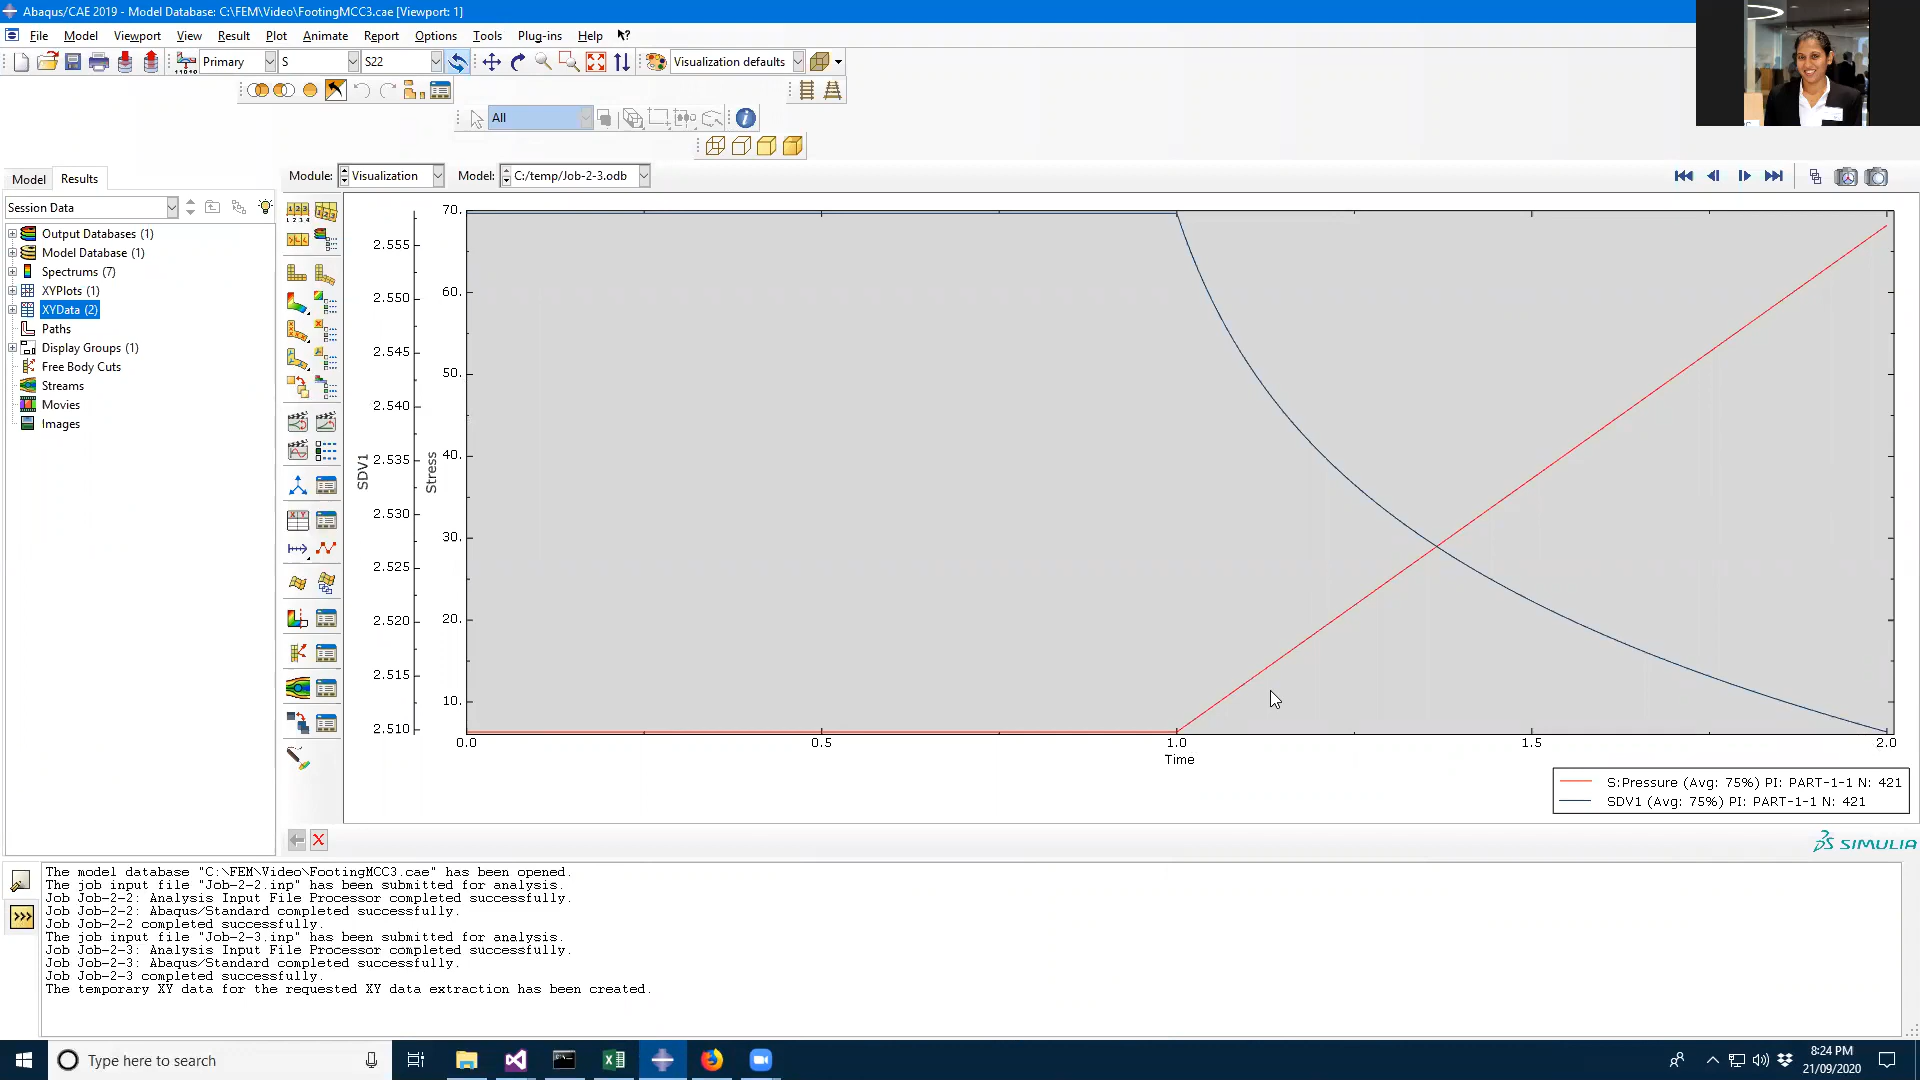 Abaqus/CAE 2019 - Model Database: C:\FEM\Video\FootingMCC3.cae [Viewport: 1]
File Model Viewport View Result Plot Animate Report Options Tools Plug-ins Help
Primary S S22 Visualization defaults
All
Model Results
Module: Visualization Model: C:/temp/Job-2-3.odb
Session Data
Output Databases (1)
Model Database (1)
Spectrums (7)
XYPlots (1)
XYData (2)
Paths
Display Groups (1)
Free Body Cuts
Streams
Movies
Images
SDV1
2.555
2.550
2.545
2.540
2.535
2.530
2.525
2.520
2.515
2.510
Stress
70.
60.
50.
40.
30.
20.
10.
0.0 0.5 1.0 1.5 2.0
Time
S:Pressure (Avg: 75%) PI: PART-1-1 N: 421
SDV1 (Avg: 75%) PI: PART-1-1 N: 421
SIMULIA
The model database "C:\FEM\Video\FootingMCC3.cae" has been opened.
The job input file "Job-2-2.inp" has been submitted for analysis.
Job Job-2-2: Analysis Input File Processor completed successfully.
Job Job-2-2: Abaqus/Standard completed successfully.
Job Job-2-2 completed successfully.
The job input file "Job-2-3.inp" has been submitted for analysis.
Job Job-2-3: Analysis Input File Processor completed successfully.
Job Job-2-3: Abaqus/Standard completed successfully.
Job Job-2-3 completed successfully.
The temporary XY data for the requested XY data extraction has been created.
Type here to search
8:24 PM
21/09/2020